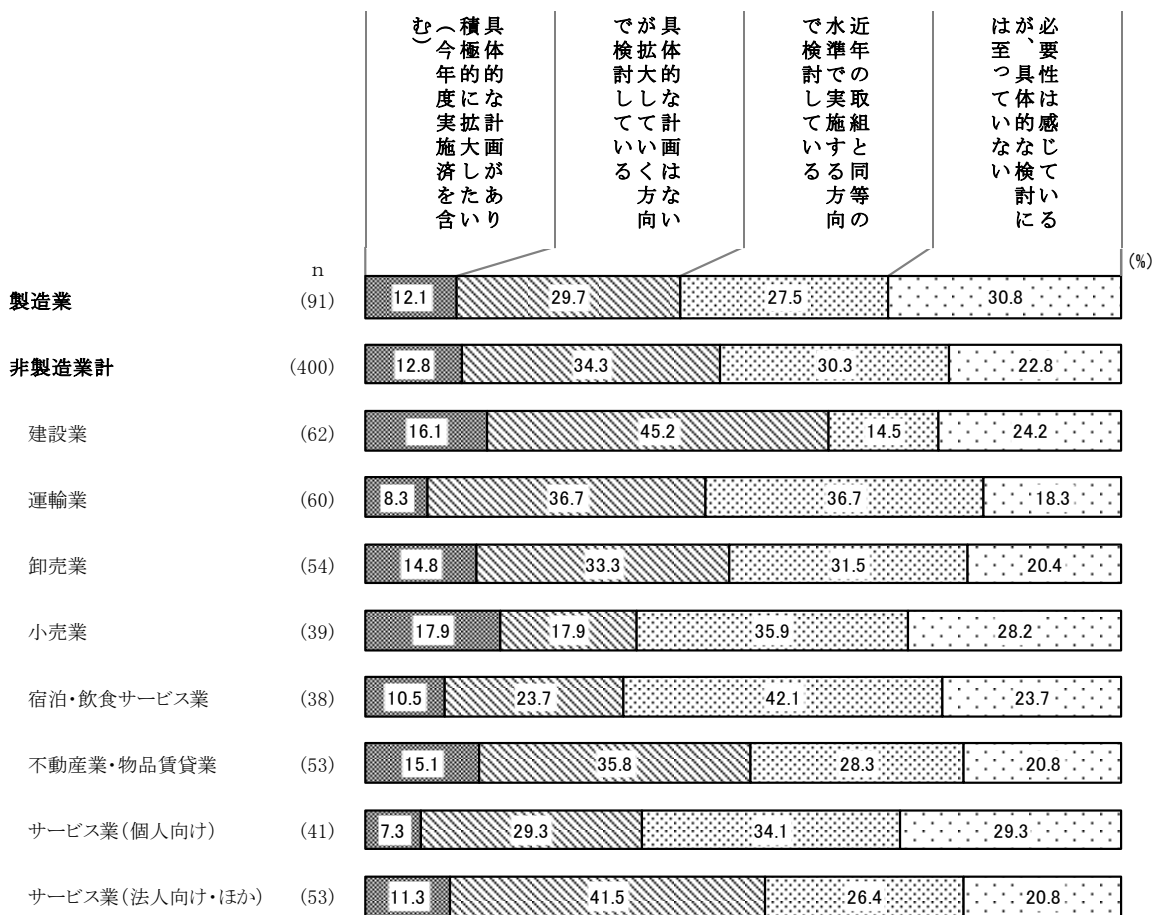 具体的な計画があり
積極的に拡大したい
（今年度実施済を含
む）
具体的な計画はない
が拡大していく方向
で検討している
近年の取組と同等の
水準で実施する方向
で検討している
必要性は感じている
が、具体的な検討に
は至っていない
(%)
n
製造業 (91) 12.1 29.7 27.5 30.8
非製造業計 (400) 12.8 34.3 30.3 22.8
建設業 (62) 16.1 45.2 14.5 24.2
運輸業 (60) 8.3 36.7 36.7 18.3
卸売業 (54) 14.8 33.3 31.5 20.4
小売業 (39) 17.9 17.9 35.9 28.2
宿泊・飲食サービス業 (38) 10.5 23.7 42.1 23.7
不動産業・物品賃貸業 (53) 15.1 35.8 28.3 20.8
サービス業（個人向け） (41) 7.3 29.3 34.1 29.3
サービス業（法人向け・ほか） (53) 11.3 41.5 26.4 20.8